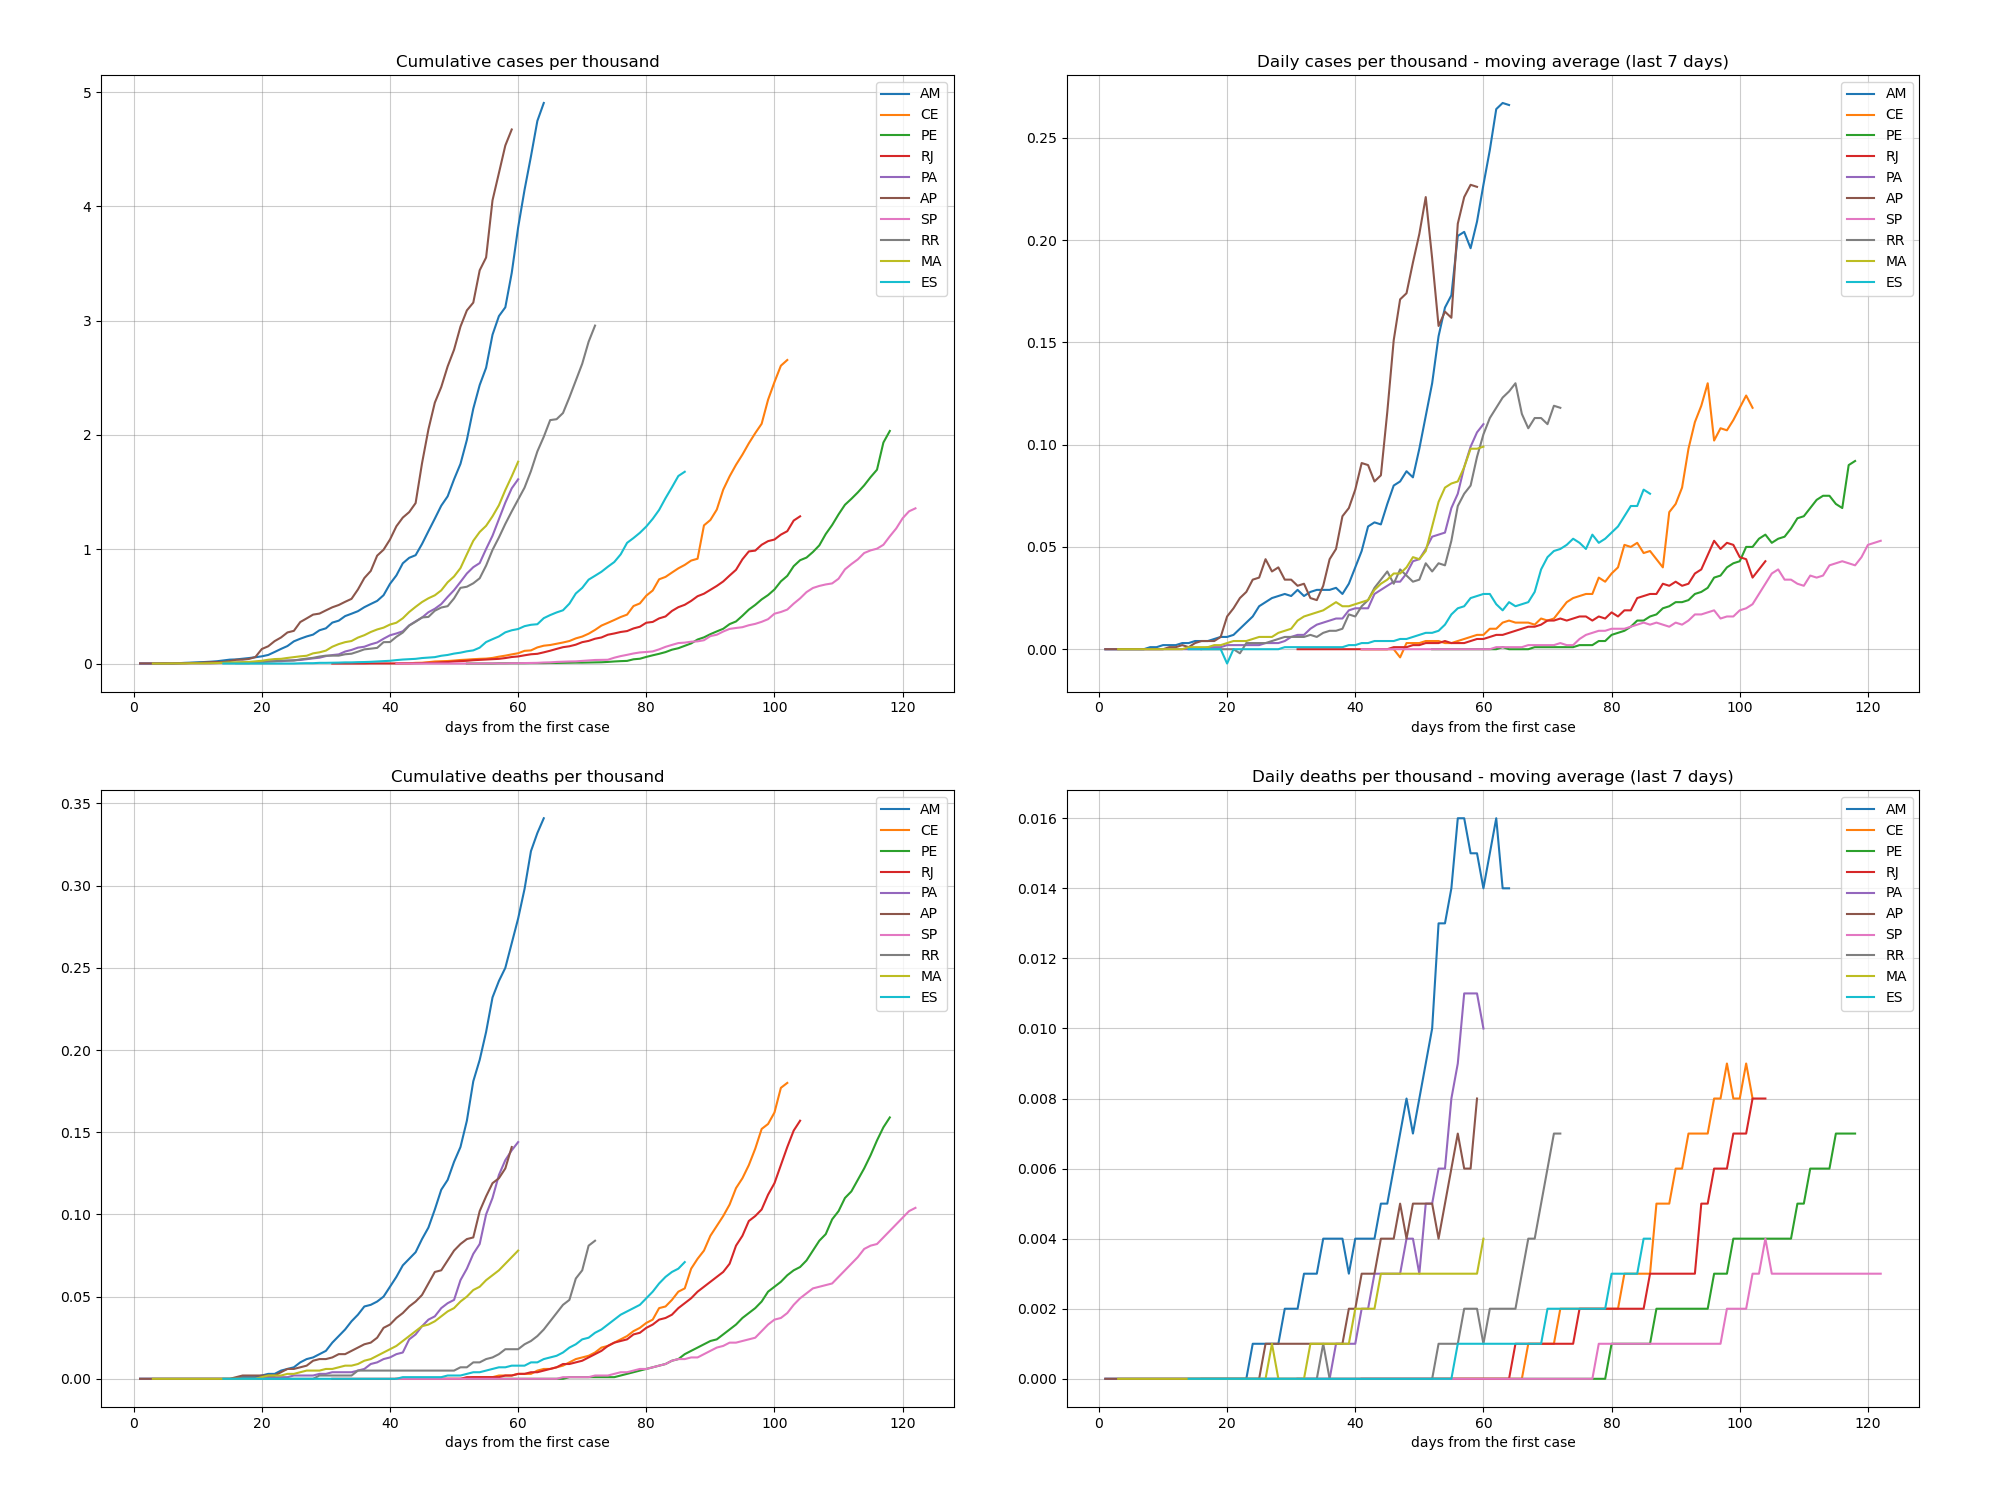 Cumulative cases per thousand
5
4
3
2
1
0
0 20 40 60 80 100 120
days from the first case
AM
CE
PE
RJ
PA
AP
SP
RR
MA
ES
Daily cases per thousand - moving average (last 7 days)
0.25
0.20
0.15
0.10
0.05
0.00
0 20 40 60 80 100 120
days from the first case
AM
CE
PE
RJ
PA
AP
SP
RR
MA
ES
Cumulative deaths per thousand
0.35
0.30
0.25
0.20
0.15
0.10
0.05
0.00
0 20 40 60 80 100 120
days from the first case
AM
CE
PE
RJ
PA
AP
SP
RR
MA
ES
Daily deaths per thousand - moving average (last 7 days)
0.016
0.014
0.012
0.010
0.008
0.006
0.004
0.002
0.000
0 20 40 60 80 100 120
days from the first case
AM
CE
PE
RJ
PA
AP
SP
RR
MA
ES